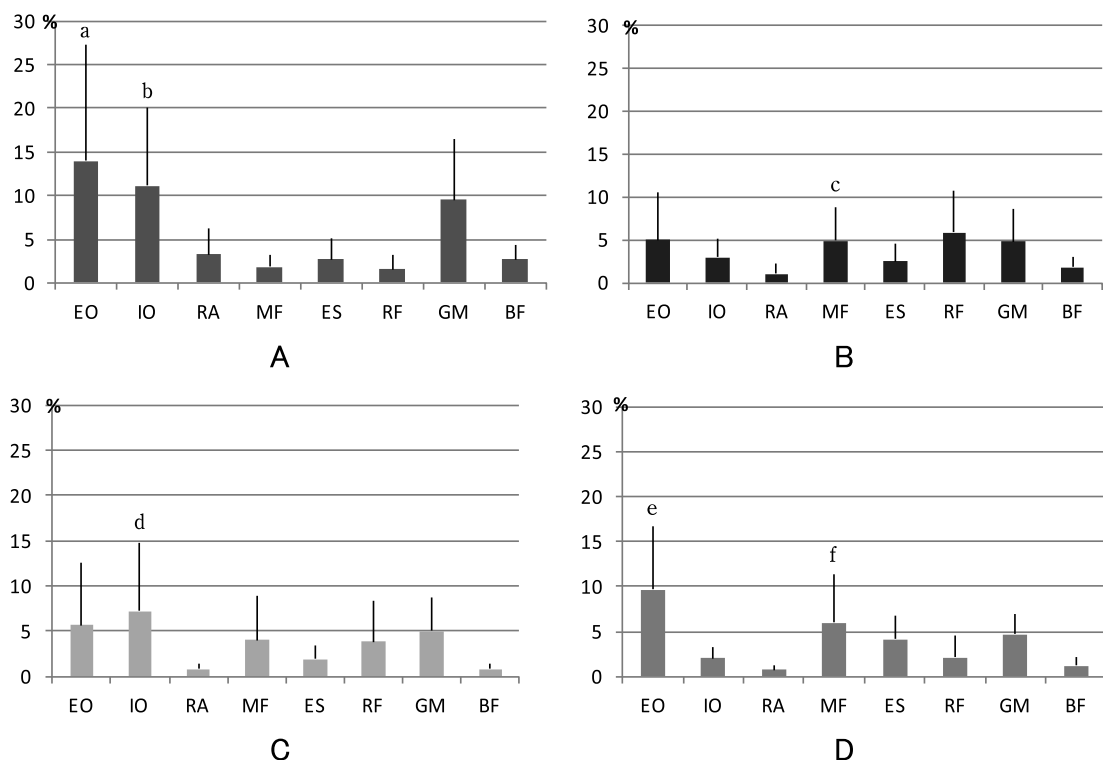 30 %
a
25
20
b
15
10
5
0
EO IO RA MF ES RF GM BF
A
30 %
25
20
15
10
c
5
0
EO IO RA MF ES RF GM BF
B
30 %
25
20
15
d
10
5
0
EO IO RA MF ES RF GM BF
C
30 %
25
20
e
15
f
10
5
0
EO IO RA MF ES RF GM BF
D